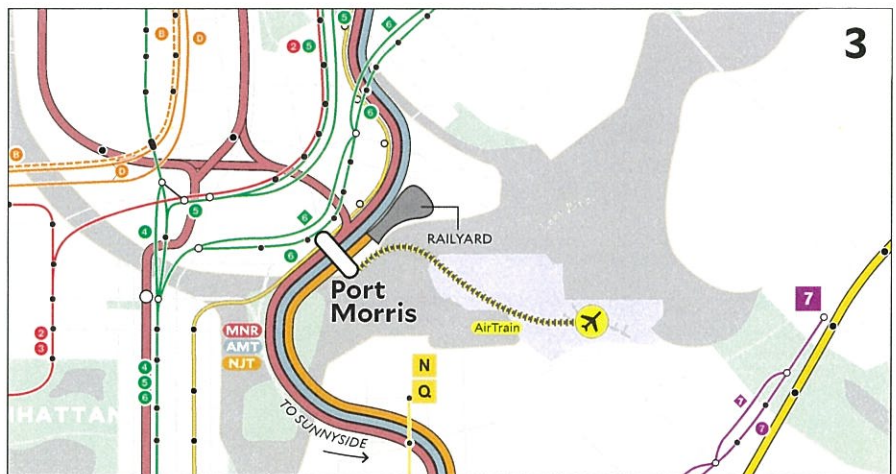 3
B
D
2
5
5
6
6
B
D
5
4
6
6
RAILYARD
Port
Morris
AirTrain
7
MNR
AMT
NJT
N
Q
2
3
4
5
6
HATTAN
TO SUNNYSIDE
7
7